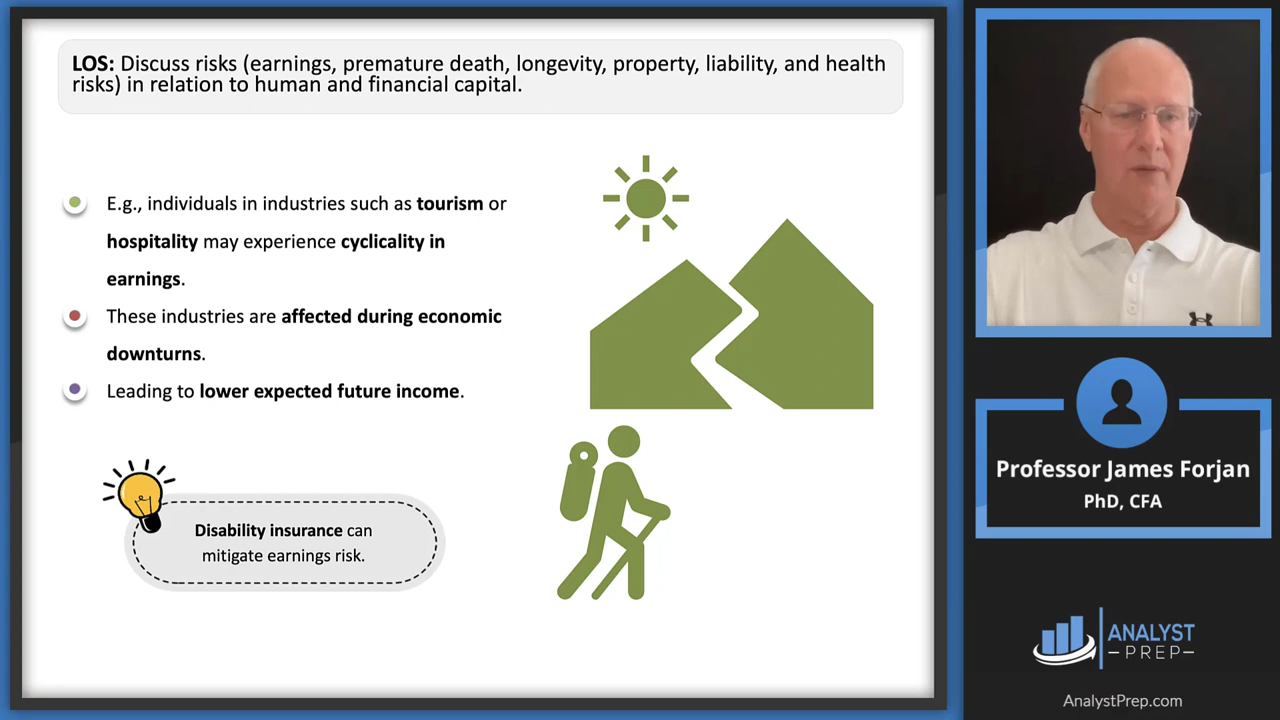 LOS: Discuss risks (earnings, premature death, longevity, property, liability, and health
risks) in relation to human and financial capital.
E.g., individuals in industries such as tourism or
hospitality may experience cyclicality in
earnings.
These industries are affected during economic
downturns.
Leading to lower expected future income.
Disability insurance can
mitigate earnings risk.
Professor James Forjan
PhD, CFA
ANALYST
PREP
AnalystPrep.com